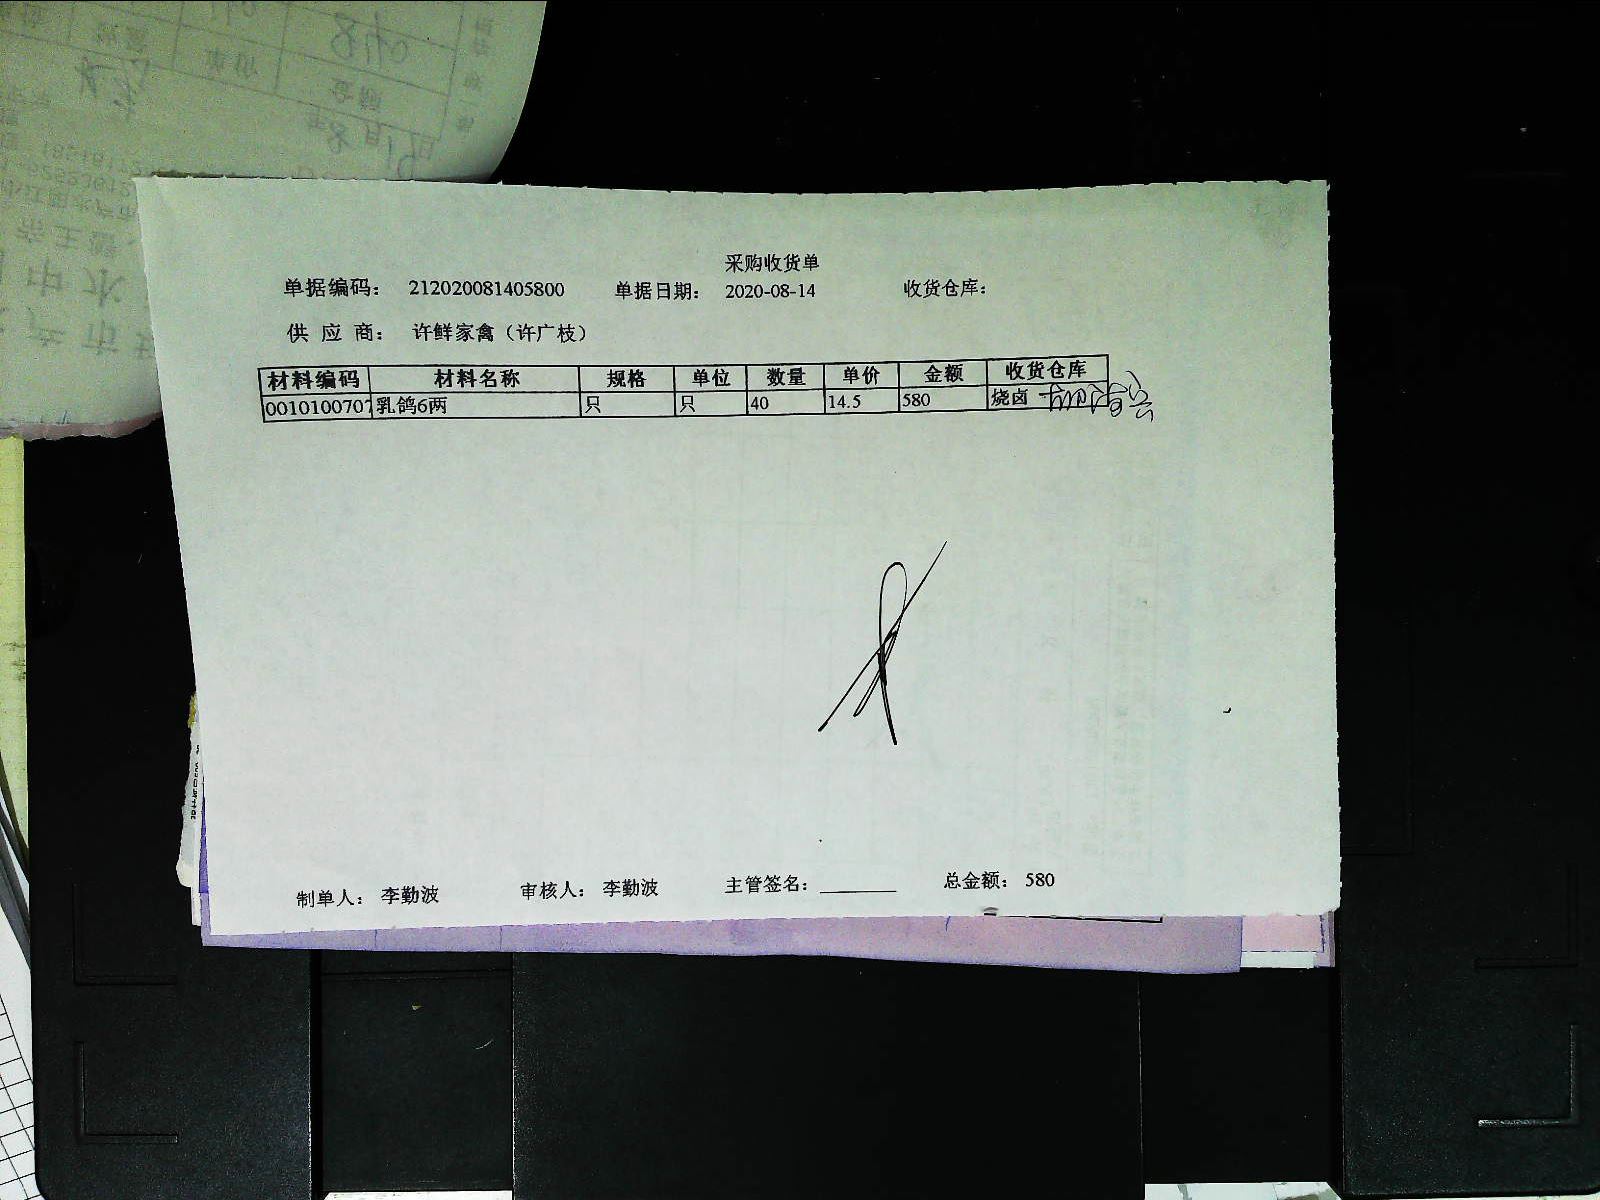 采购收货单
单据编码： 212020081405800 单据日期： 2020-08-14 收货仓库：
供 应 商： 许鲜家禽（许广枝）
材料编码 材料名称 规格 单位 数量 单价 金额 收货仓库
0010100707 乳鸽6两 只 只 40 14.5 580 烧卤
制单人： 李勤波 审核人： 李勤波 主管签名： 总金额： 580